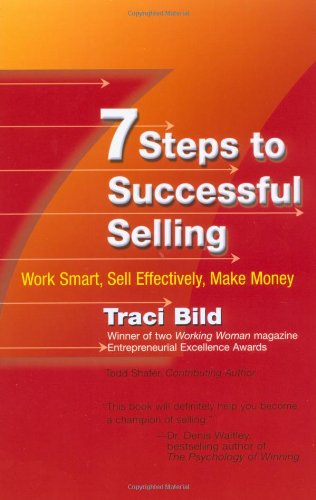 7 Steps to
Successful
Selling
Work Smart, Sell Effectively, Make Money
Traci Bild
Winner of two Working Woman magazine
Entrepreneurial Excellence Awards
Todd Shafer, Contributing Author
"This book will definitely help you become
a champion of selling."
—Dr. Denis Waitley,
bestselling author of
The Psychology of Winning